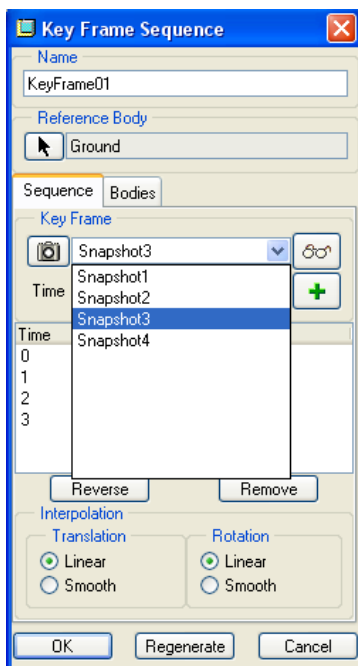 Key Frame Sequence
Name
KeyFrame01
Reference Body
Ground
Sequence Bodies
Key Frame
Snapshot3
Time
Snapshot1
Snapshot2
Snapshot3
Snapshot4
Time
0
1
2
3
Reverse Remove
Interpolation
Translation Rotation
Linear Linear
Smooth Smooth
OK Regenerate Cancel